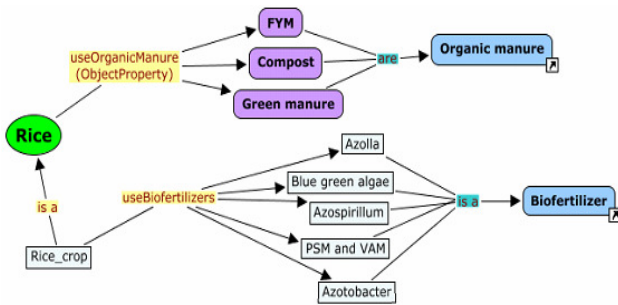 FYM
useOrganicManure
(ObjectProperty)
Compost
are
Organic manure
Green manure
Rice
Azolla
Blue green algae
useBiofertilizers
is a
Biofertilizer
is a
Azospirillum
Rice_crop
PSM and VAM
Azotobacter